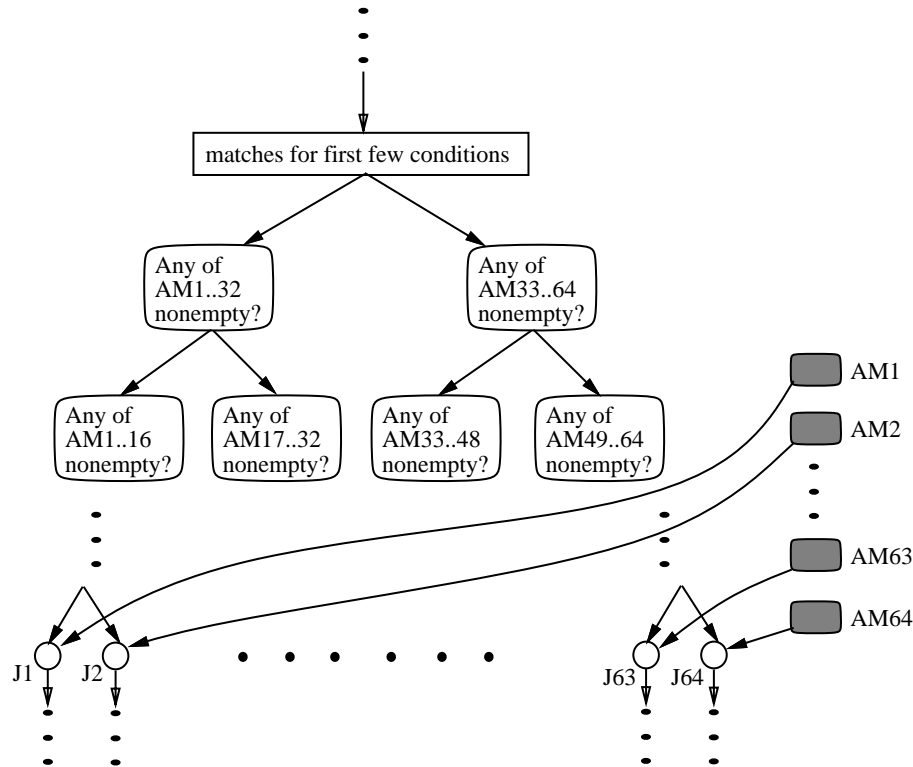 matches for first few conditions
Any of
AM1..32
nonempty?
Any of
AM33..64
nonempty?
Any of
AM1..16
nonempty?
Any of
AM17..32
nonempty?
Any of
AM33..48
nonempty?
Any of
AM49..64
nonempty?
AM1
AM2
AM63
AM64
J1
J2
J63
J64